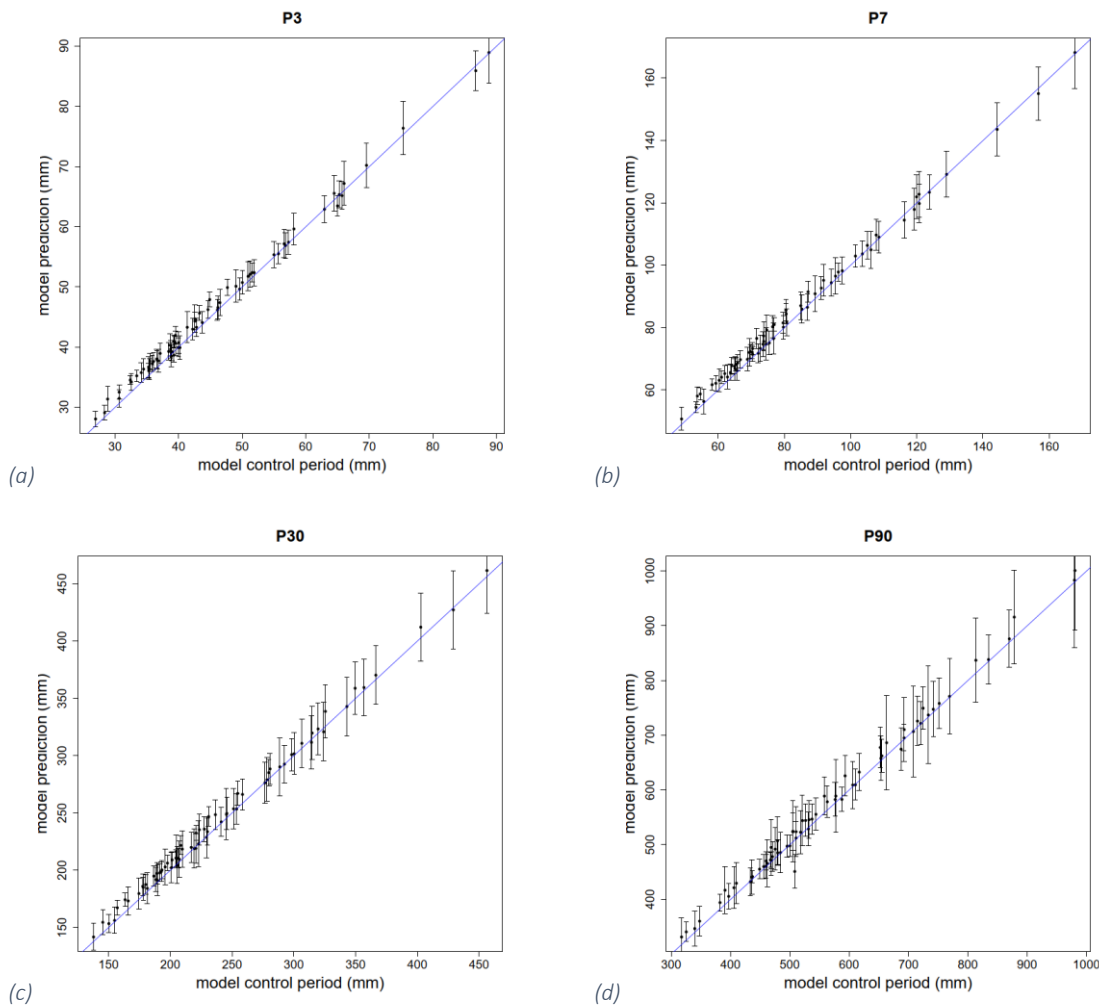 P3
model prediction (mm)
30 40 50 60 70 80 90
30 40 50 60 70 80 90
model control period (mm)
(a)
P7
model prediction (mm)
60 80 100 120 140 160
60 80 100 120 140 160
model control period (mm)
(b)
P30
model prediction (mm)
150 200 250 300 350 400 450
150 200 250 300 350 400 450
model control period (mm)
(c)
P90
model prediction (mm)
400 500 600 700 800 900 1000
300 400 500 600 700 800 900 1000
model control period (mm)
(d)